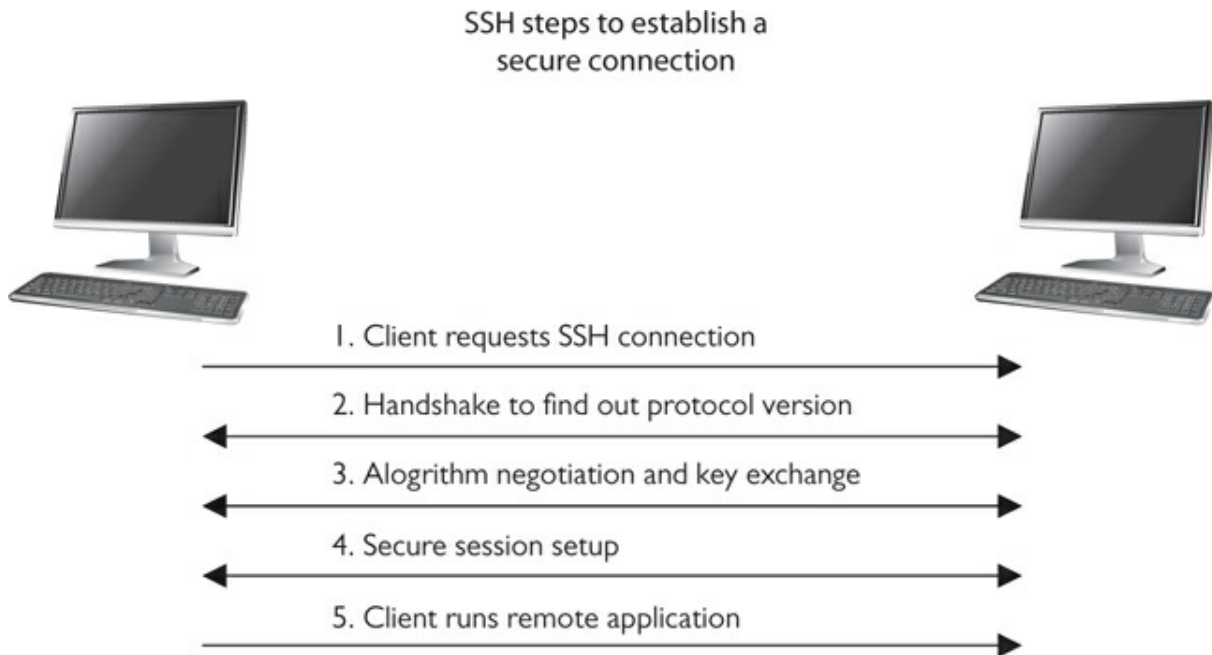 SSH steps to establish a
secure connection
1. Client requests SSH connection
2. Handshake to find out protocol version
3. Alogrithm negotiation and key exchange
4. Secure session setup
5. Client runs remote application